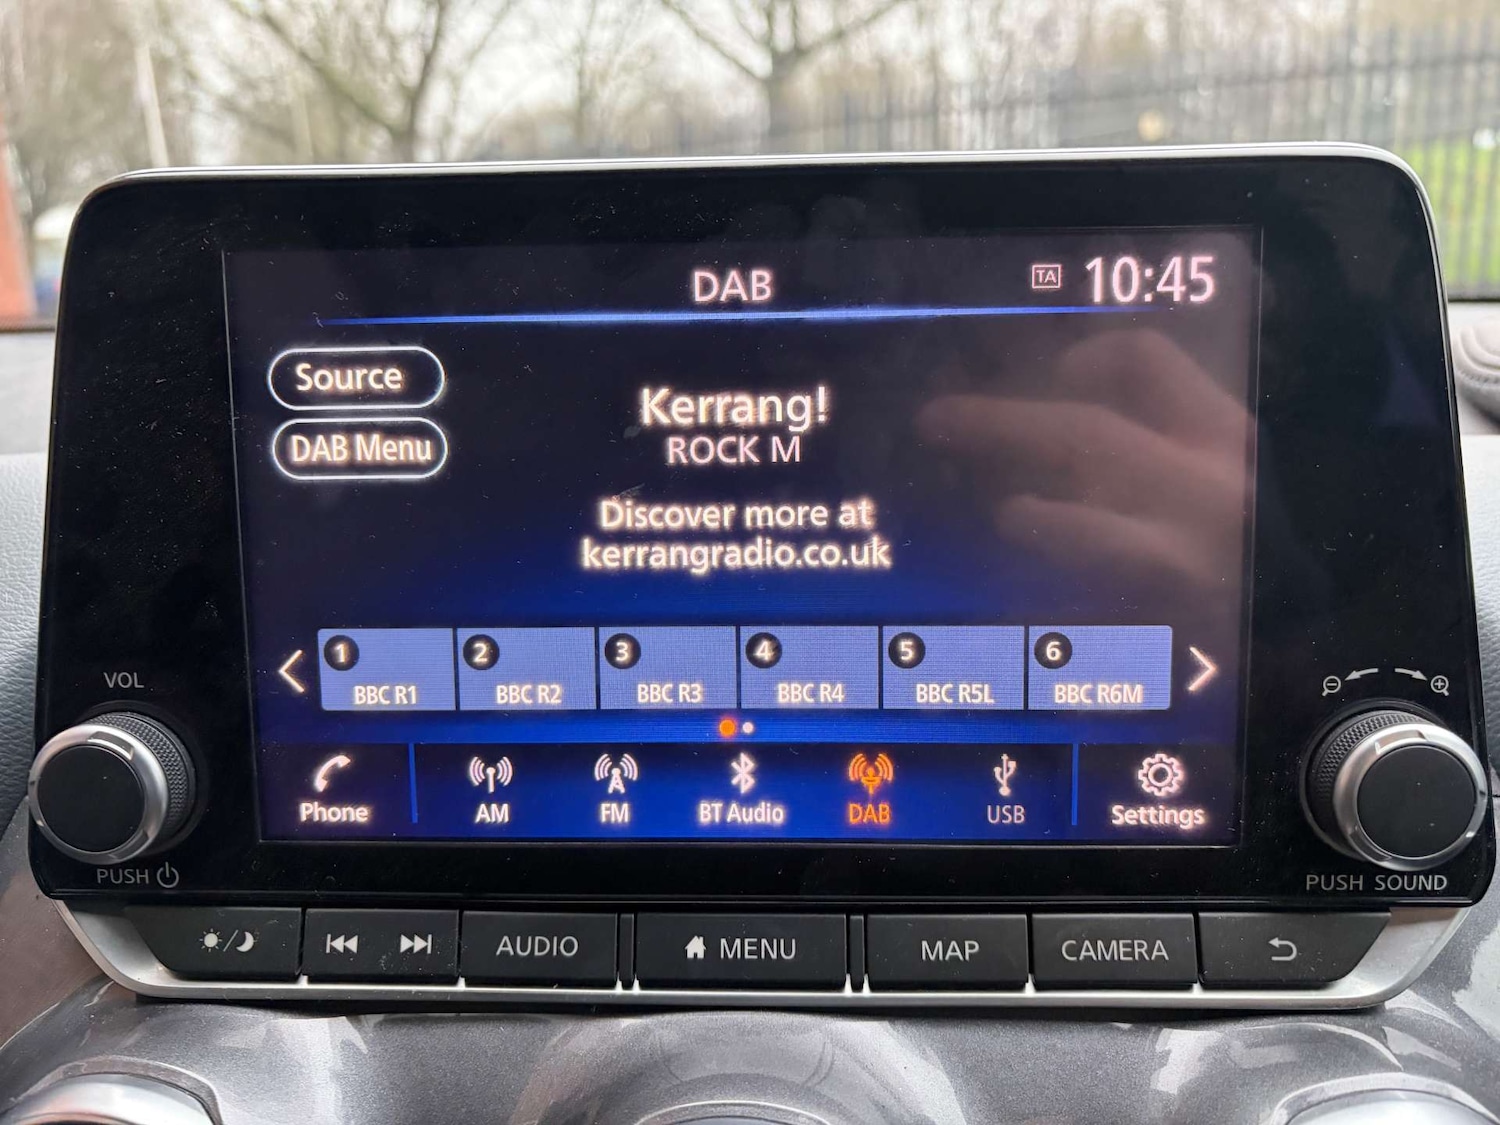 DAB
TA 10:45
Source
DAB Menu
Kerrang!
ROCK M
Discover more at
kerrangradio.co.uk
1 2 3 4 5 6
BBC R1 BBC R2 BBC R3 BBC R4 BBC R5L BBC R6M
Phone AM FM BT Audio DAB USB Settings
VOL
PUSH
PUSH SOUND
AUDIO MENU MAP CAMERA